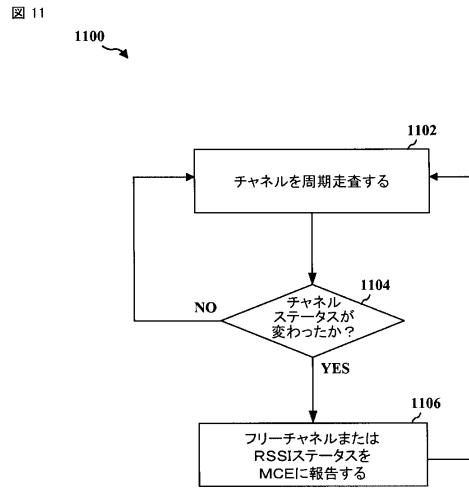 図 11
1100
1102
チャネルを周期走査する
1104
チャネル
ステータスが
変わったか？
NO
YES
1106
フリーチャネルまたは
RSSIステータスを
MCEに報告する